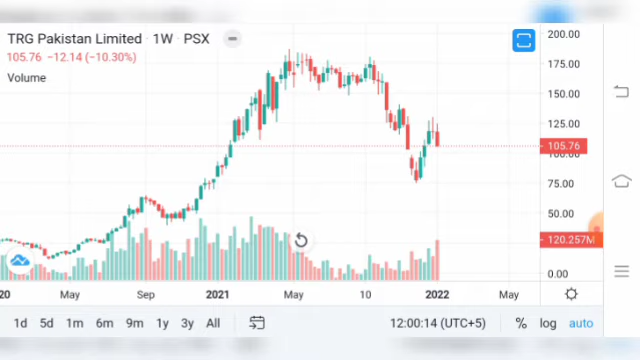 TRG Pakistan Limited · 1W · PSX
105.76 −12.14 (−10.30%)
Volume
200.00
175.00
150.00
125.00
105.76
100.00
75.00
50.00
120.257M
0.00
20 May Sep 2021 May 10 2022 May
1d 5d 1m 6m 9m 1y 3y All 12:00:14 (UTC+5) % log auto